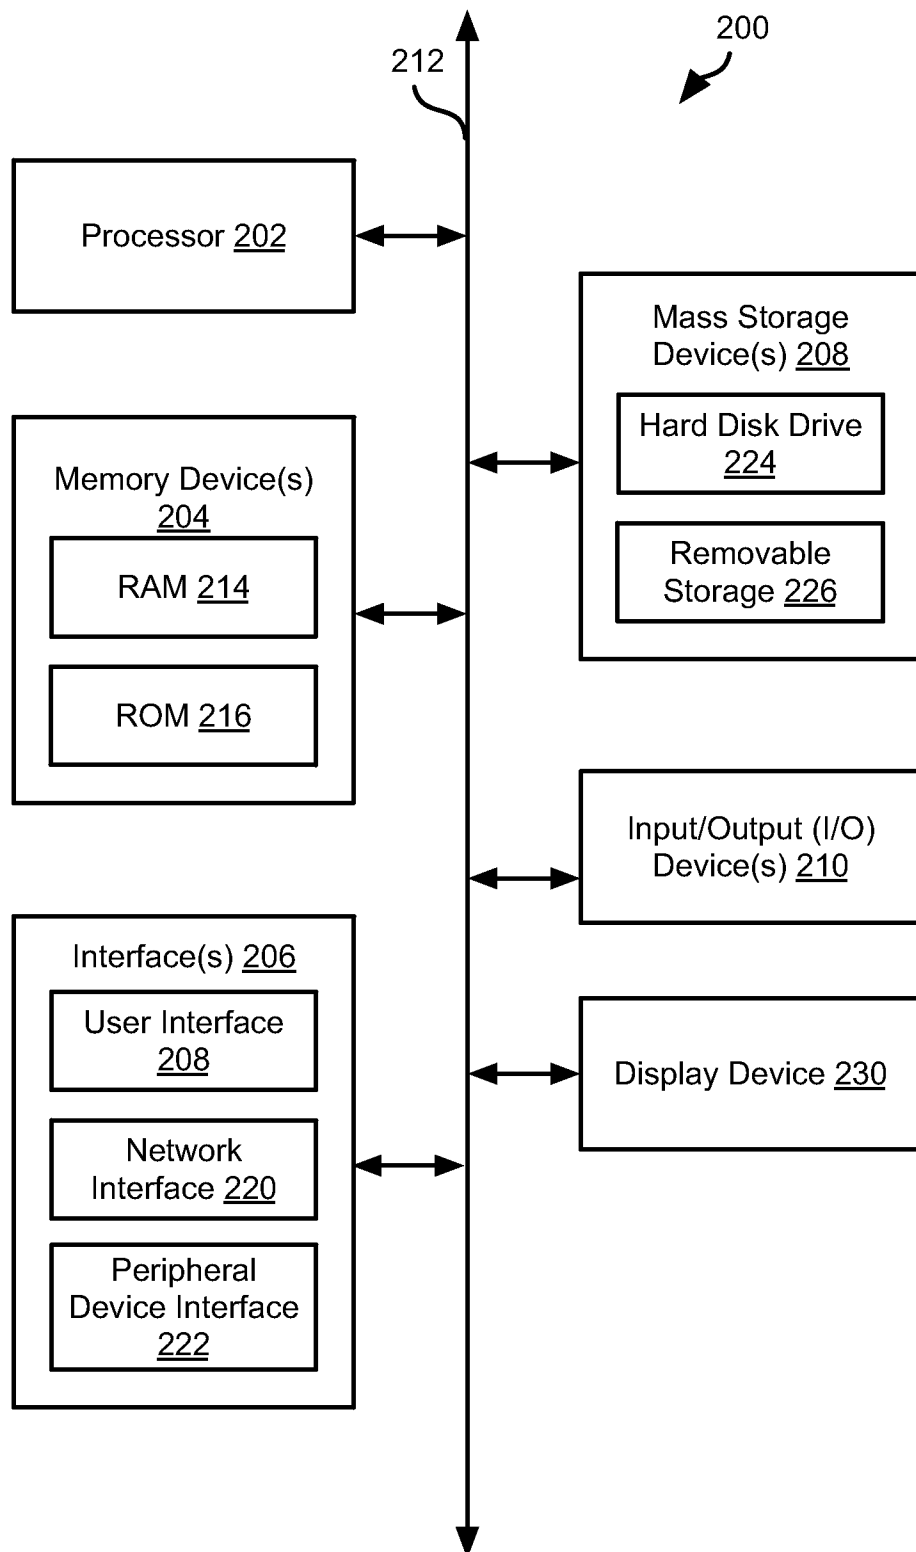 200
212
Processor 202
Mass Storage
Device(s) 208
Hard Disk Drive
224
Removable
Storage 226
Memory Device(s)
204
RAM 214
ROM 216
Input/Output (I/O)
Device(s) 210
Interface(s) 206
User Interface
208
Network
Interface 220
Peripheral
Device Interface
222
Display Device 230